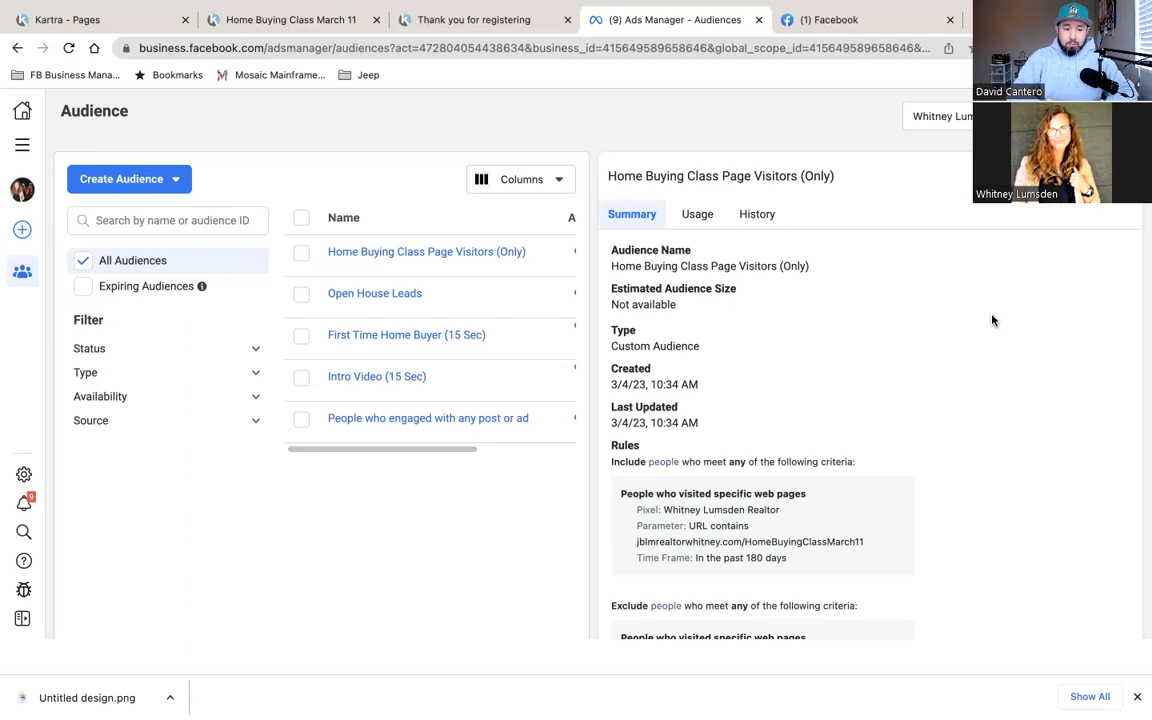 Kartra - Pages
Home Buying Class March 11
Thank you for registering
(9) Ads Manager - Audiences
(1) Facebook
business.facebook.com/adsmanager/audiences?act=472804054438634&business_id=415649589658646&global_scope_id=415649589658646&...
FB Business Mana...
Bookmarks
Mosaic Mainframe...
Jeep
David Cantero
Whitney Lumsden
Audience
Whitney Lum
Create Audience
Columns
Search by name or audience ID
All Audiences
Expiring Audiences
Filter
Status
Type
Availability
Source
9
Name
A
Home Buying Class Page Visitors (Only)
Open House Leads
First Time Home Buyer (15 Sec)
Intro Video (15 Sec)
People who engaged with any post or ad
Home Buying Class Page Visitors (Only)
Summary
Usage
History
Audience Name
Home Buying Class Page Visitors (Only)
Estimated Audience Size
Not available
Type
Custom Audience
Created
3/4/23, 10:34 AM
Last Updated
3/4/23, 10:34 AM
Rules
Include people who meet any of the following criteria:
People who visited specific web pages
Pixel: Whitney Lumsden Realtor
Parameter: URL contains
jblmrealtorwhitney.com/HomeBuyingClassMarch11
Time Frame: In the past 180 days
Exclude people who meet any of the following criteria:
People who visited specific web pages
Untitled design.png
Show All